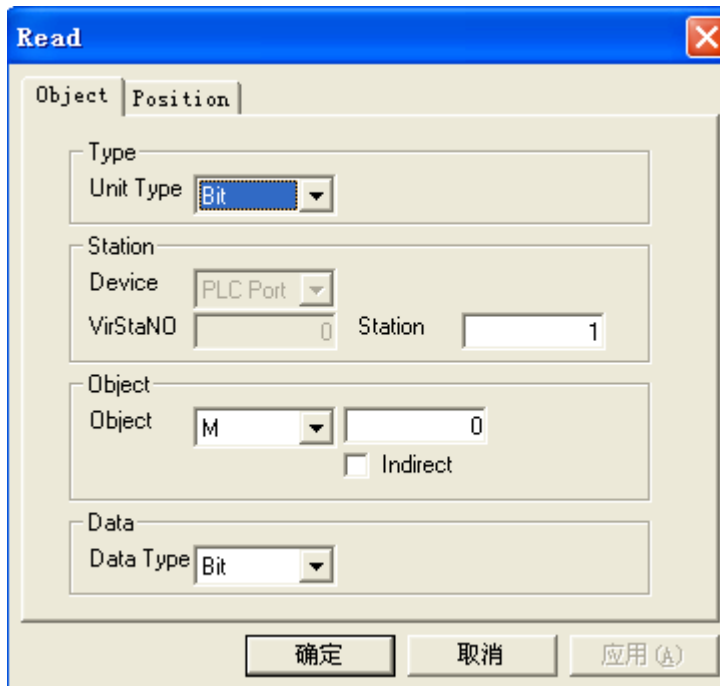 Read
Object Position
Type
Unit Type Bit
Station
Device PLC Port
VirStaNO 0 Station 1
Object
Object M 0
Indirect
Data
Data Type Bit
确定 取消 应用(A)